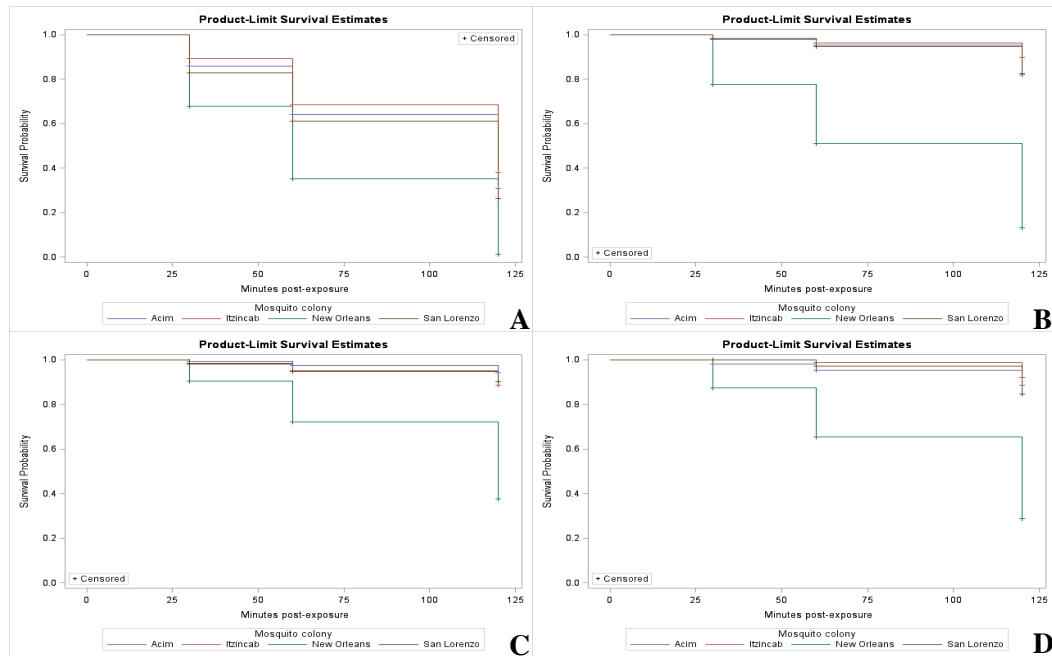 Product-Limit Survival Estimates
+ Censored
1.0
0.8
0.6
0.4
0.2
0.0
Survival Probability
0 25 50 75 100 125
Minutes post-exposure
Mosquito colony
Acim Itzincab New Orleans San Lorenzo
A
Product-Limit Survival Estimates
1.0
0.8
0.6
0.4
0.2
0.0
Survival Probability
+ Censored
0 25 50 75 100 125
Minutes post-exposure
Mosquito colony
Acim Itzincab New Orleans San Lorenzo
B
Product-Limit Survival Estimates
1.0
0.8
0.6
0.4
0.2
0.0
Survival Probability
+ Censored
0 25 50 75 100 125
Minutes post-exposure
Mosquito colony
Acim Itzincab New Orleans San Lorenzo
C
Product-Limit Survival Estimates
1.0
0.8
0.6
0.4
0.2
0.0
Survival Probability
+ Censored
0 25 50 75 100 125
Minutes post-exposure
Mosquito colony
Acim Itzincab New Orleans San Lorenzo
D